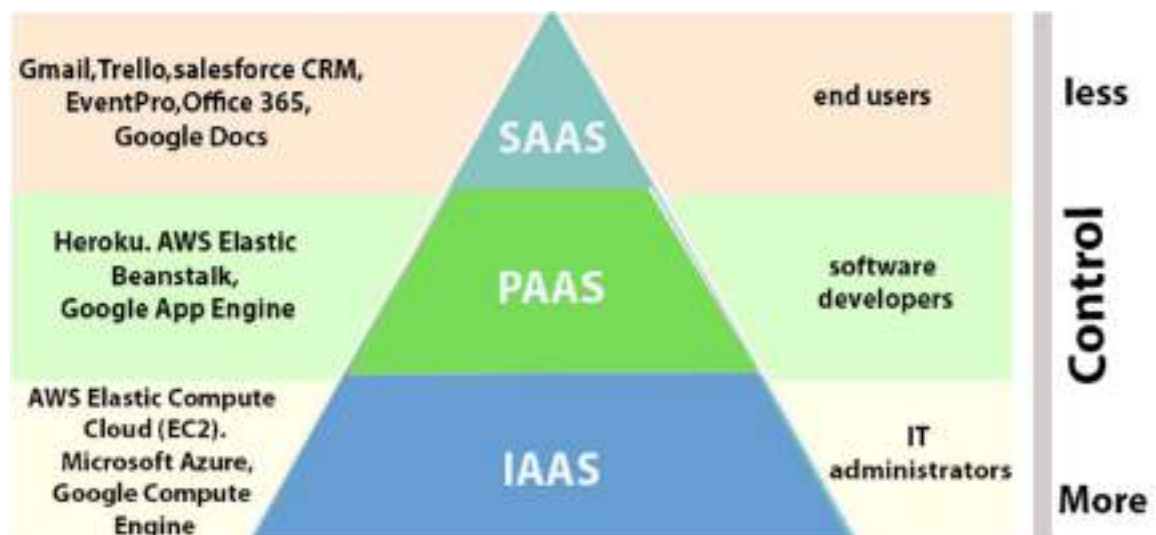 Gmail,Trello,salesforce CRM,
EventPro,Office 365,
Google Docs
SAAS
end users
less
Heroku. AWS Elastic
Beanstalk,
Google App Engine
PAAS
software
developers
Control
AWS Elastic Compute
Cloud (EC2).
Microsoft Azure,
Google Compute
Engine
IAAS
IT
administrators
More